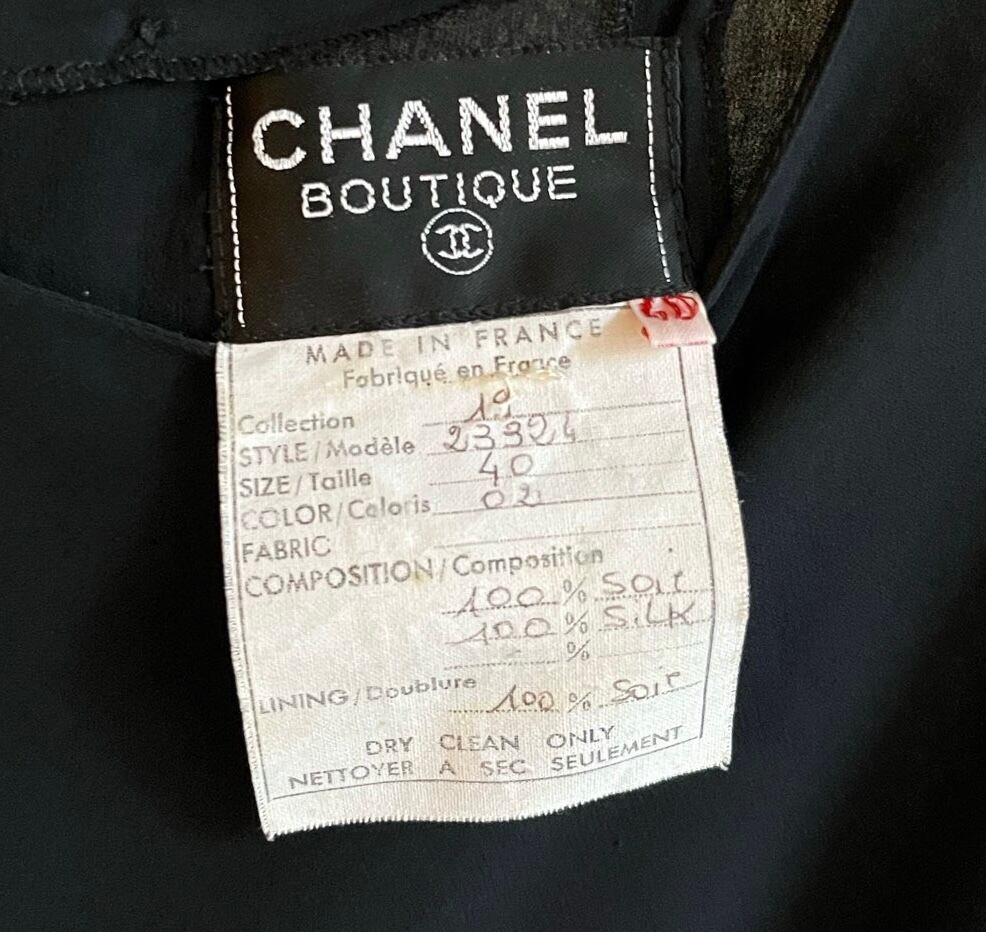 CHANEL
BOUTIQUE
MADE IN FRANCE
Fabriqué en France
Collection 19
STYLE/Modèle 23324
SIZE/Taille 40
COLOR/Coloris 02
FABRIC
COMPOSITION/Composition
100 % SOIE
100 % SILK
%
LINING/Doublure 100 % Soie
DRY CLEAN ONLY
NETTOYER A SEC SEULEMENT